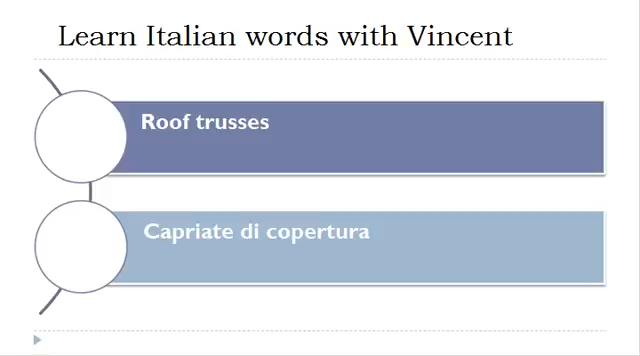 Learn Italian words with Vincent
Roof trusses
Capriate di copertura